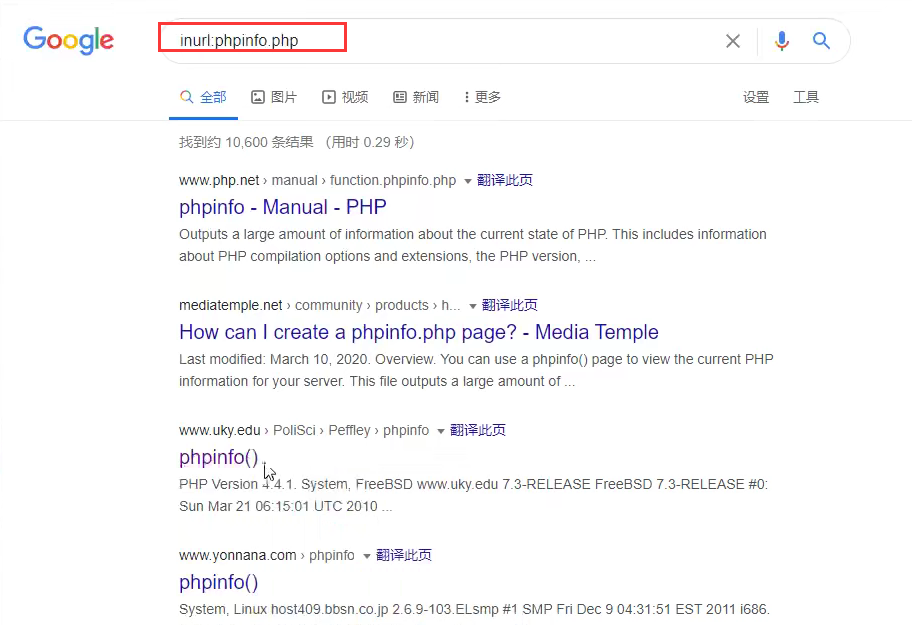 Google
inurl:phpinfo.php
全部 图片 视频 新闻 更多 设置 工具
找到约 10,600 条结果 (用时 0.29 秒)
www.php.net › manual › function.phpinfo.php 翻译此页
phpinfo - Manual - PHP
Outputs a large amount of information about the current state of PHP. This includes information
about PHP compilation options and extensions, the PHP version, ...
mediatemple.net › community › products › h... 翻译此页
How can I create a phpinfo.php page? - Media Temple
Last modified: March 10, 2020. Overview. You can use a phpinfo() page to view the current PHP
information for your server. This file outputs a large amount of ...
www.uky.edu › PoliSci › Peffley › phpinfo 翻译此页
phpinfo()
PHP Version 4.4.1. System, FreeBSD www.uky.edu 7.3-RELEASE FreeBSD 7.3-RELEASE #0:
Sun Mar 21 06:15:01 UTC 2010 ...
www.yonnana.com › phpinfo 翻译此页
phpinfo()
System, Linux host409.bbsn.co.jp 2.6.9-103.ELsmp #1 SMP Fri Dec 9 04:31:51 EST 2011 i686.